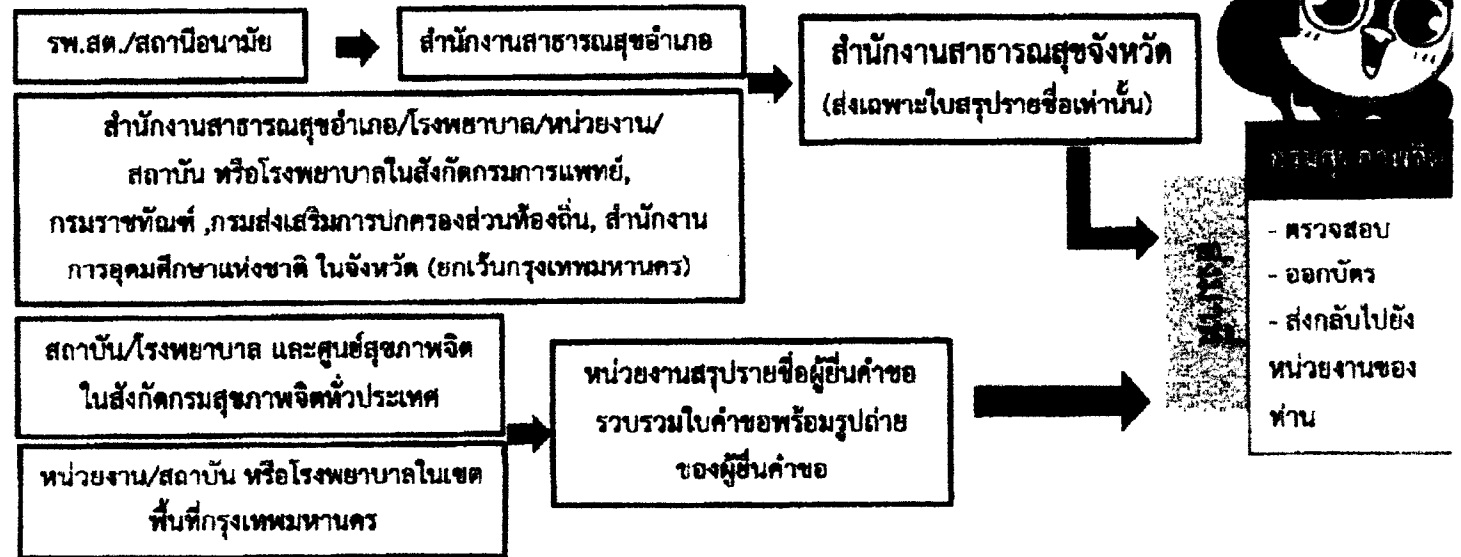 รพ.สต./สถานีอนามัย
สำนักงานสาธารณสุขอำเภอ
สำนักงานสาธารณสุขจังหวัด
(ส่งเฉพาะใบสรุปรายชื่อเท่านั้น)
สำนักงานสาธารณสุขอำเภอ/โรงพยาบาล/หน่วยงาน/
สถาบัน หรือโรงพยาบาลในสังกัดกรมการแพทย์,
กรมราชทัณฑ์ ,กรมส่งเสริมการปกครองส่วนท้องถิ่น, สำนักงาน
การอุดมศึกษาแห่งชาติ ในจังหวัด (ยกเว้นกรุงเทพมหานคร)
สถาบัน/โรงพยาบาล และศูนย์สุขภาพจิต
ในสังกัดกรมสุขภาพจิตทั่วประเทศ
หน่วยงาน/สถาบัน หรือโรงพยาบาลในเขต
พื้นที่กรุงเทพมหานคร
หน่วยงานสรุปรายชื่อผู้ยื่นคำขอ
รวบรวมใบคำขอพร้อมรูปถ่าย
ของผู้ยื่นคำขอ
กรมสุขภาพจิต
- ตรวจสอบ
- ออกบัตร
- ส่งกลับไปยัง
หน่วยงานของ
ท่าน